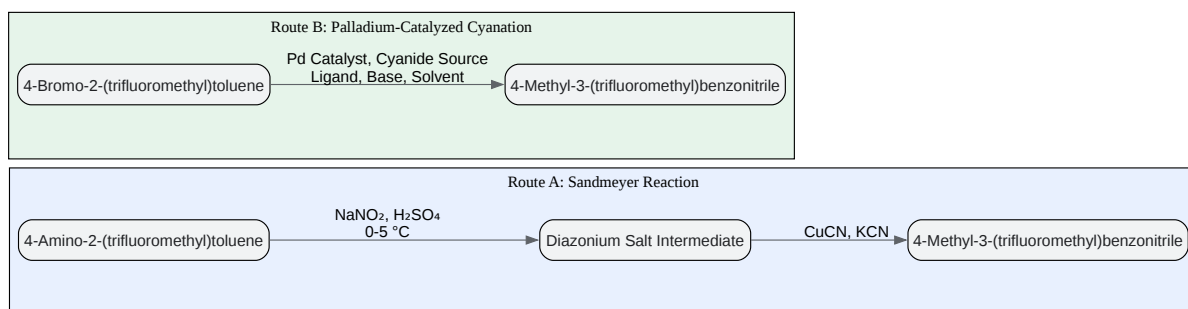 Route B: Palladium-Catalyzed Cyanation
4-Bromo-2-(trifluoromethyl)toluene
Pd Catalyst, Cyanide Source
Ligand, Base, Solvent
4-Methyl-3-(trifluoromethyl)benzonitrile
Route A: Sandmeyer Reaction
4-Amino-2-(trifluoromethyl)toluene
NaNO₂, H₂SO₄
0-5 °C
Diazonium Salt Intermediate
CuCN, KCN
4-Methyl-3-(trifluoromethyl)benzonitrile